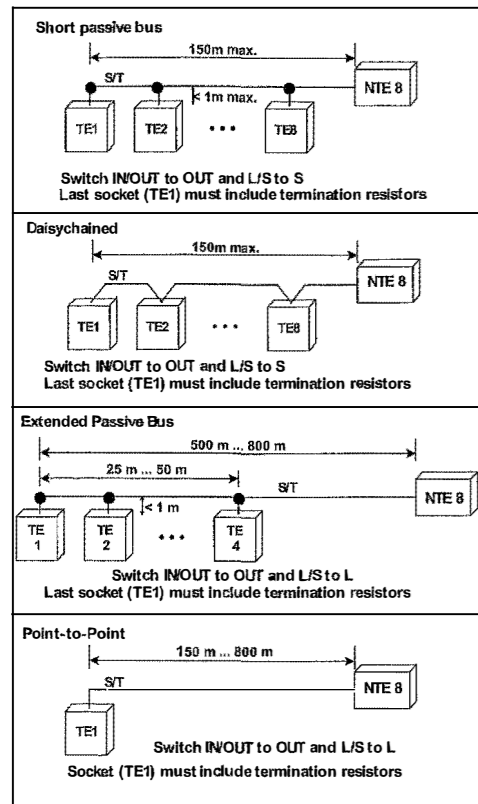 Short passive bus
150m max.
S/T
NTE 8
< 1m max.
TE1 TE2 • • • TE8
Switch IN/OUT to OUT and L/S to S
Last socket (TE1) must include termination resistors
Daisychained
150m max.
S/T
NTE 8
TE1 TE2 • • • TE8
Switch IN/OUT to OUT and L/S to S
Last socket (TE1) must include termination resistors
Extended Passive Bus
500 m ... 800 m
25 m ... 50 m
S/T
NTE 8
< 1 m
TE 1 TE 2 • • • TE 4
Switch IN/OUT to OUT and L/S to L
Last socket (TE1) must include termination resistors
Point-to-Point
150 m ... 800 m
S/T
NTE 8
TE1
Switch IN/OUT to OUT and L/S to L
Socket (TE1) must include termination resistors